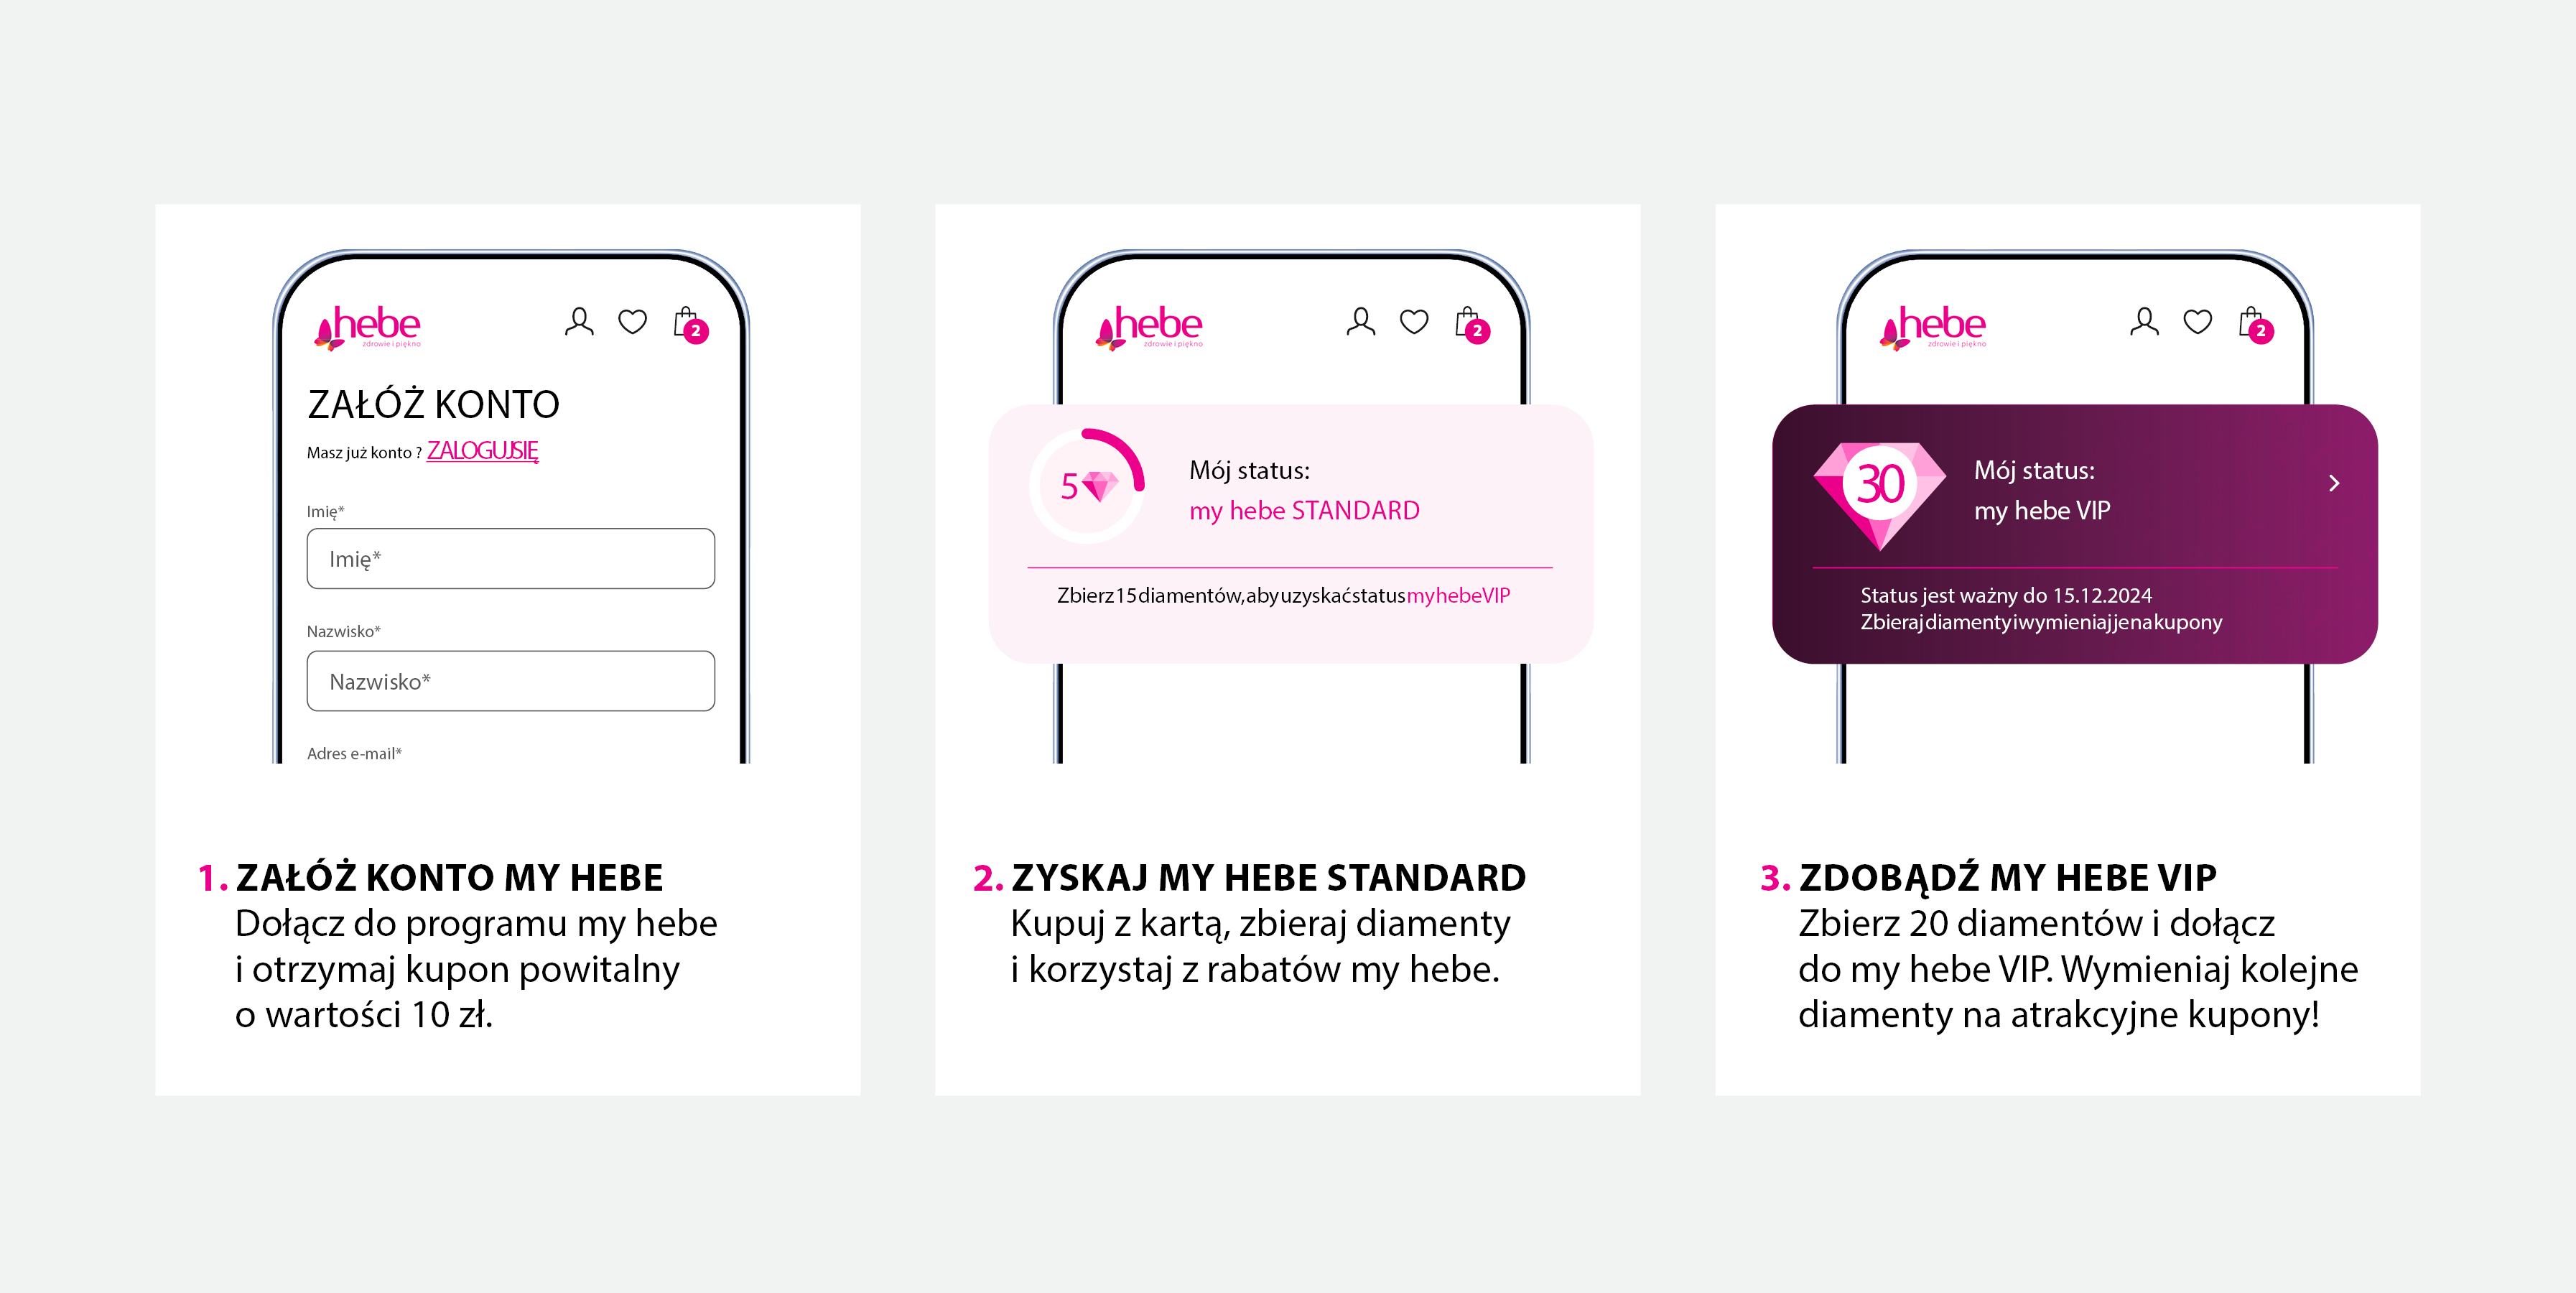 hebe
zdrowie i piękno
2
ZAŁÓŻ KONTO
Masz już konto ? ZALOGUJ SIĘ
Imię*
Imię*
Nazwisko*
Nazwisko*
Adres e-mail*
1. ZAŁÓŻ KONTO MY HEBE
Dołącz do programu my hebe
i otrzymaj kupon powitalny
o wartości 10 zł.
hebe
zdrowie i piękno
2
5
Mój status:
my hebe STANDARD
Zbierz 15 diamentów, aby uzyskać status my hebe VIP
2. ZYSKAJ MY HEBE STANDARD
Kupuj z kartą, zbieraj diamenty
i korzystaj z rabatów my hebe.
hebe
zdrowie i piękno
2
30
Mój status:
my hebe VIP
Status jest ważny do 15.12.2024
Zbieraj diamenty i wymieniaj je na kupony
3. ZDOBĄDŹ MY HEBE VIP
Zbierz 20 diamentów i dołącz
do my hebe VIP. Wymieniaj kolejne
diamenty na atrakcyjne kupony!